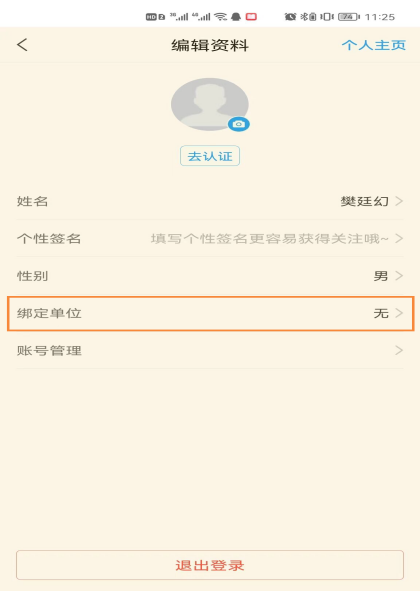 11:25
编辑资料 个人主页
去认证
姓名 樊廷幻
个性签名 填写个性签名更容易获得关注哦~
性别 男
绑定单位 无
账号管理
退出登录